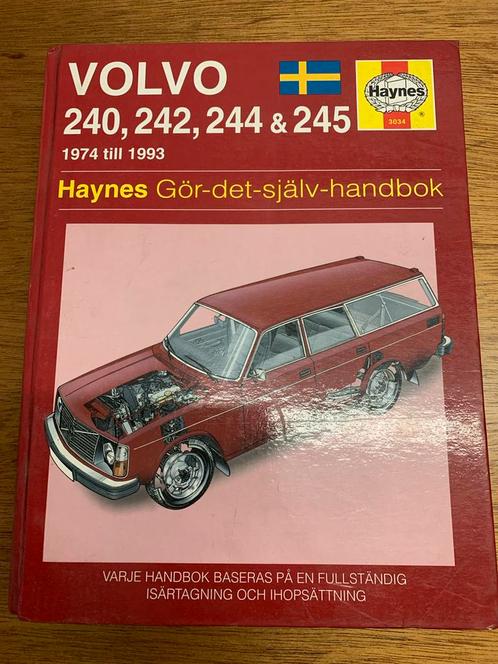 VOLVO
240, 242, 244 & 245
1974 till 1993
Haynes
3034
®
Haynes Gör-det-själv-handbok
VARJE HANDBOK BASERAS PÅ EN FULLSTÄNDIG
ISÄRTAGNING OCH IHOPSÄTTNING